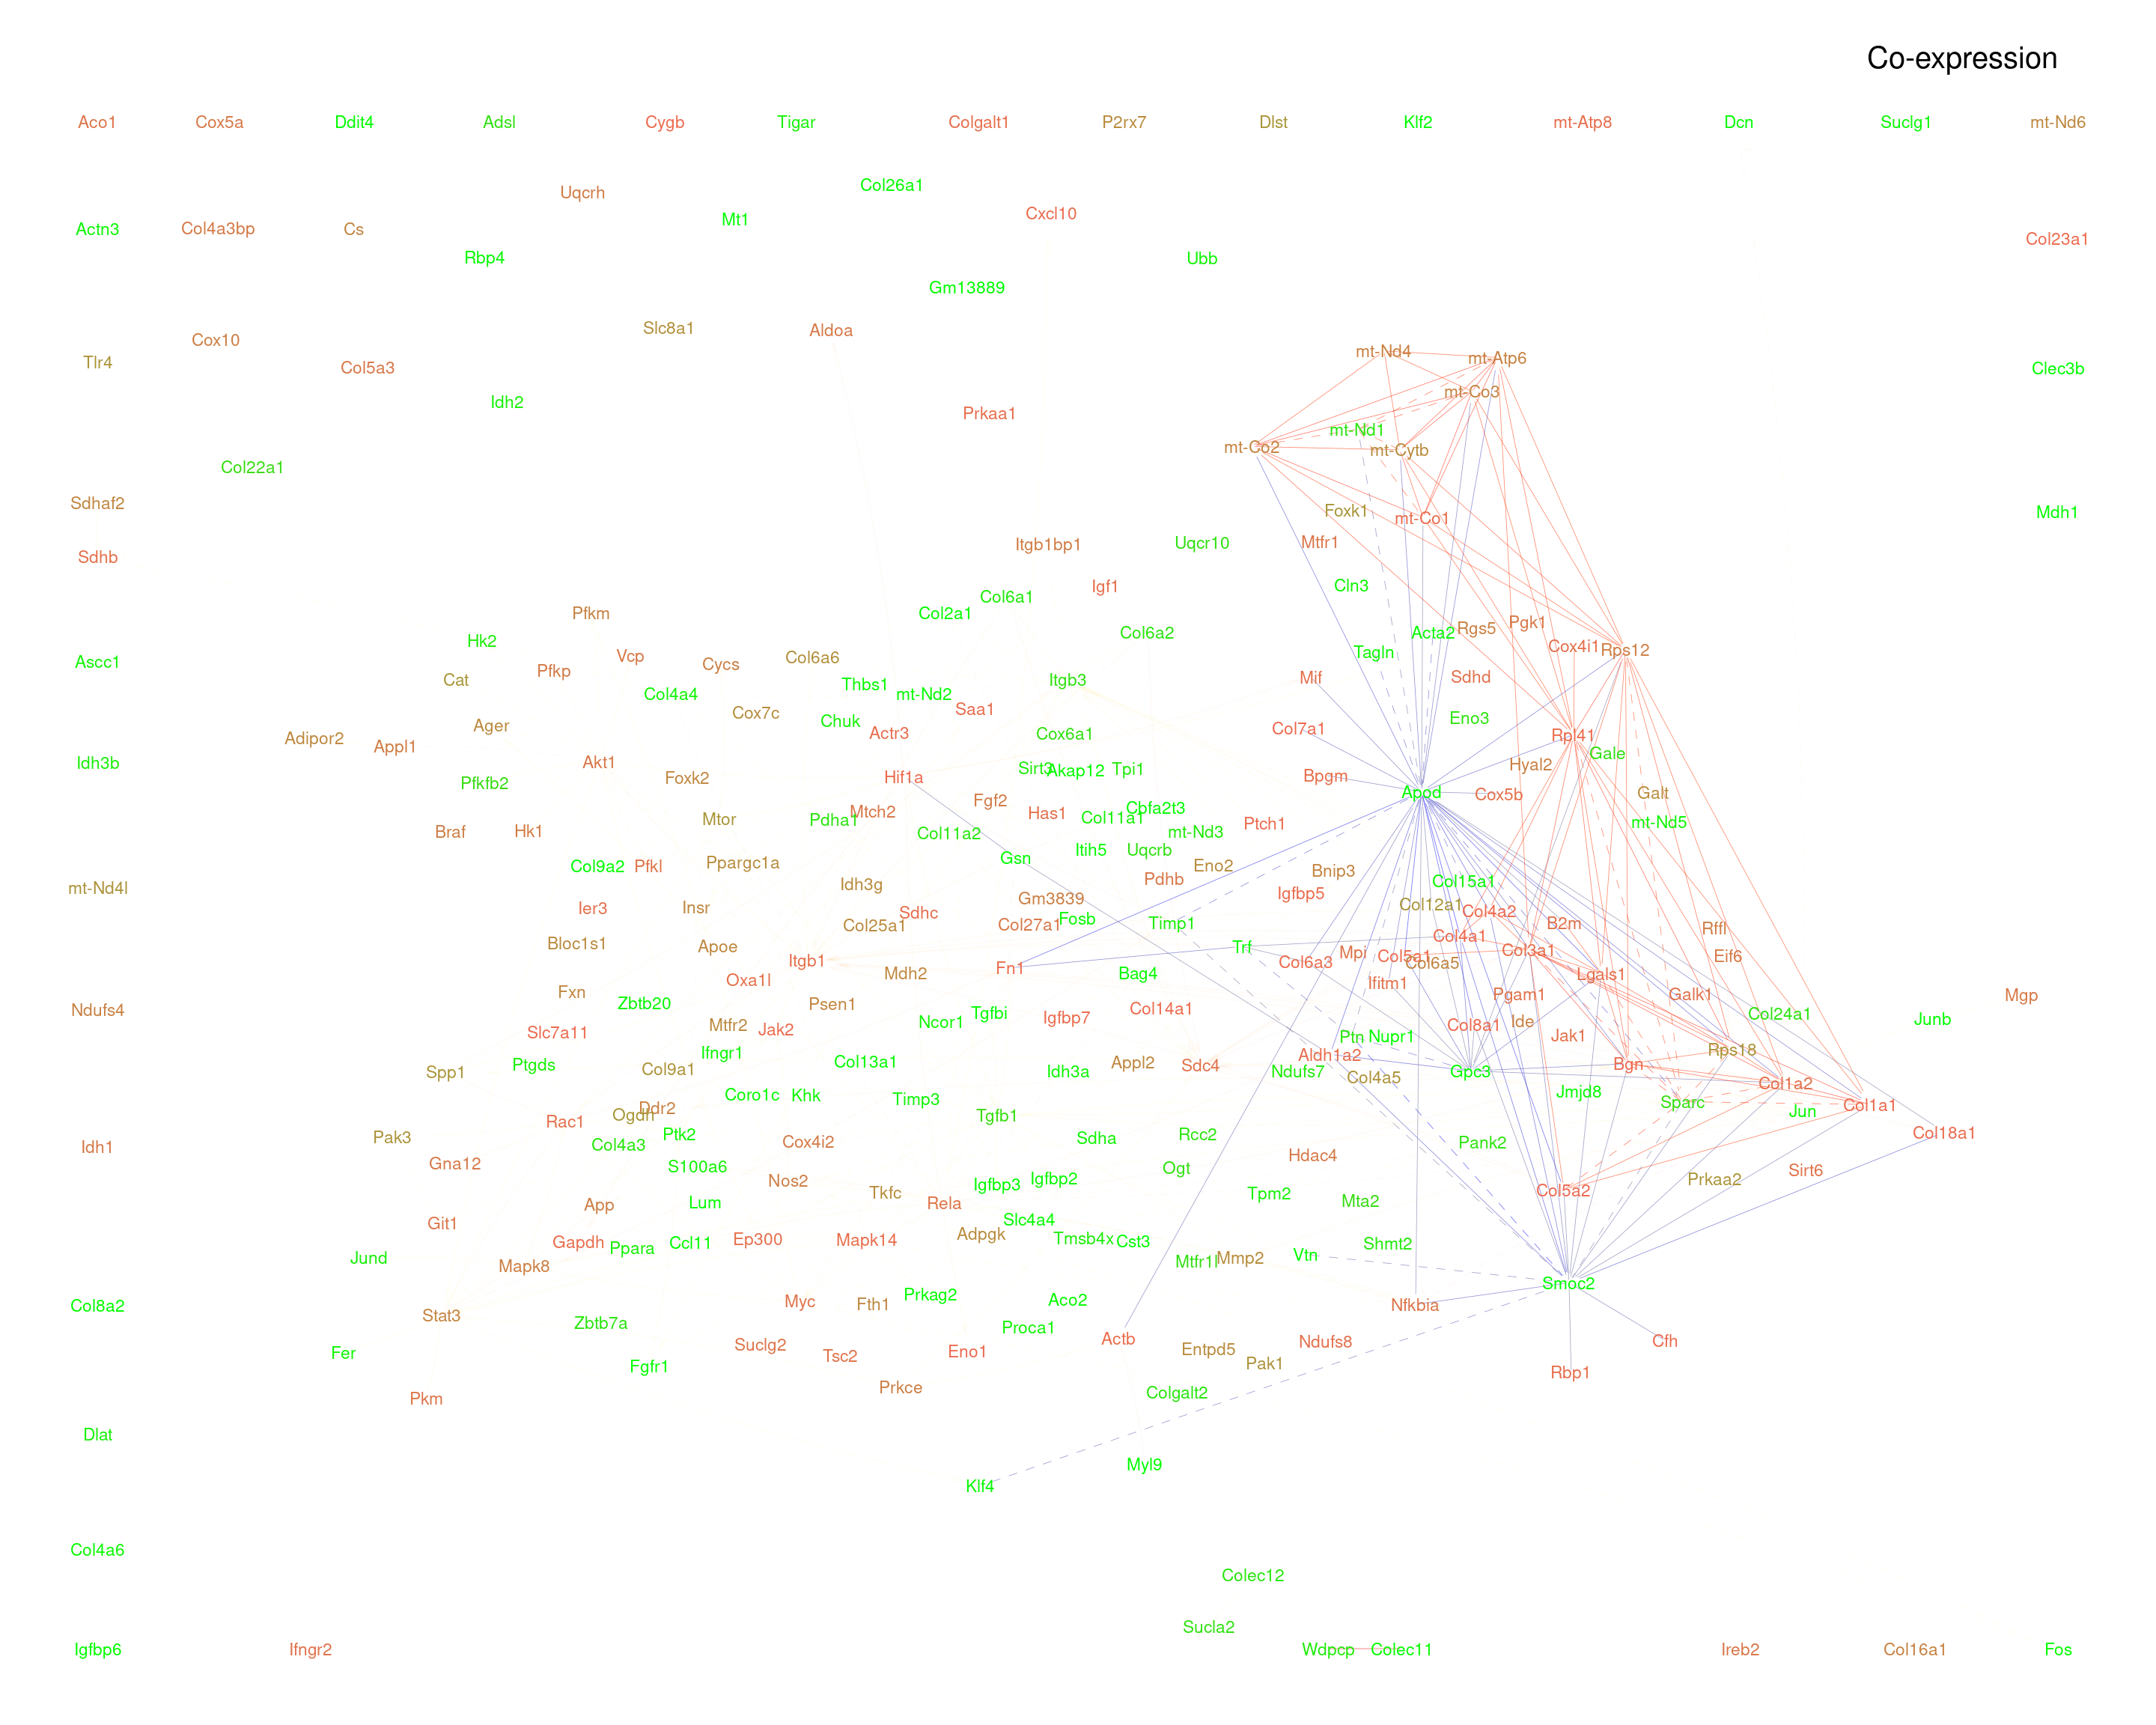 Co-expression
Aco1 Cox5a Ddit4 Adsl Cygb Tigar Colgalt1 P2rx7 Dlst Klf2 mt-Atp8 Dcn Suclg1 mt-Nd6
Col26a1
Uqcrh
Cxcl10
Mt1
Actn3 Col4a3bp Cs
Col23a1
Rbp4 Ubb
Gm13889
Slc8a1 Aldoa
Cox10
mt-Nd4
mt-Atp6
Tlr4 Col5a3 Clec3b
mt-Co3
Idh2
Prkaa1
mt-Nd1
mt-Co2 mt-Cytb
Col22a1
Sdhaf2 Foxk1 Mdh1
mt-Co1
Itgb1bp1 Uqcr10 Mtfr1
Sdhb
Igf1 Cln3
Col6a1
Pfkm Col2a1
Pgk1
Rgs5
Hk2 Col6a2 Acta2
Cox4i1 Rps12
Ascc1 Vcp Cycs Col6a6 Tagln
Pfkp
Cat Thbs1 Itgb3 Mif Sdhd
Col4a4 mt-Nd2
Saa1
Cox7c Chuk Eno3
Ager Actr3 Cox6a1 Col7a1 Rpl41
Adipor2 Appl1
Gale
Idh3b Akt1 Sirt3 Akap12 Tpi1 Hyal2
Pfkfb2 Foxk2 Hif1a Bpgm
Apod Cox5b Galt
Fgf2
Mtch2 Has1 Cbfa2t3
Mtor Pdha1 Col11a1 Ptch1 mt-Nd5
Braf Hk1 Col11a2 mt-Nd3
Itih5 Uqcrb
Col9a2 Pfkl Ppargc1a Gsn Eno2 Bnip3
mt-Nd4l Idh3g Pdhb Igfbp5 Col15a1
Ier3 Insr Sdhc Gm3839 Col12a1 Col4a2
Col25a1 Col27a1 Fosb Timp1 B2m Rffl
Bloc1s1 Apoe Trf Mpi Col4a1 Col3a1
Itgb1 Fn1 Col6a3 Col5a1 Col6a5 Eif6
Oxa1l Mdh2 Bag4 Ifitm1 Lgals1
Fxn Zbtb20 Psen1 Pgam1 Galk1 Mgp
Ndufs4 Tgfbi Igfbp7 Col14a1 Col24a1
Slc7a11 Mtfr2 Jak2 Ncor1 Col8a1 Ide Junb
Ptn Nupr1 Jak1
Ifngr1 Aldh1a2 Rps18
Spp1 Ptgds Col9a1 Col13a1 Idh3a Appl2 Sdc4 Ndufs7 Col4a5 Gpc3 Bgn
Col1a2
Coro1c Khk Timp3 Jmjd8 Sparc Col1a1
Rac1 Ogdh Ddr2 Tgfb1 Jun
Pak3 Ptk2 Sdha Rcc2 Col18a1
Idh1 Col4a3 Cox4i2 Pank2
Gna12 S100a6 Ogt Hdac4
Nos2 Igfbp3 Igfbp2 Prkaa2 Sirt6
App Lum Tkfc Rela Tpm2 Mta2 Col5a2
Git1 Slc4a4
Gapdh Ppara Ccl11 Ep300 Mapk14 Adpgk Tmsb4x Cst3 Shmt2
Jund Mapk8 Mtfr1l Mmp2 Vtn
Smoc2
Col8a2 Stat3 Myc Fth1 Prkag2 Aco2 Nfkbia
Zbtb7a Proca1
Fer Fgfr1 Suclg2 Tsc2 Eno1 Actb Entpd5 Pak1 Ndufs8 Cfh
Rbp1
Pkm Prkce Colgalt2
Dlat
Myl9
Klf4
Col4a6
Colec12
Sucla2
Igfbp6 Ifngr2 Wdpcp Colec11 Ireb2 Col16a1 Fos